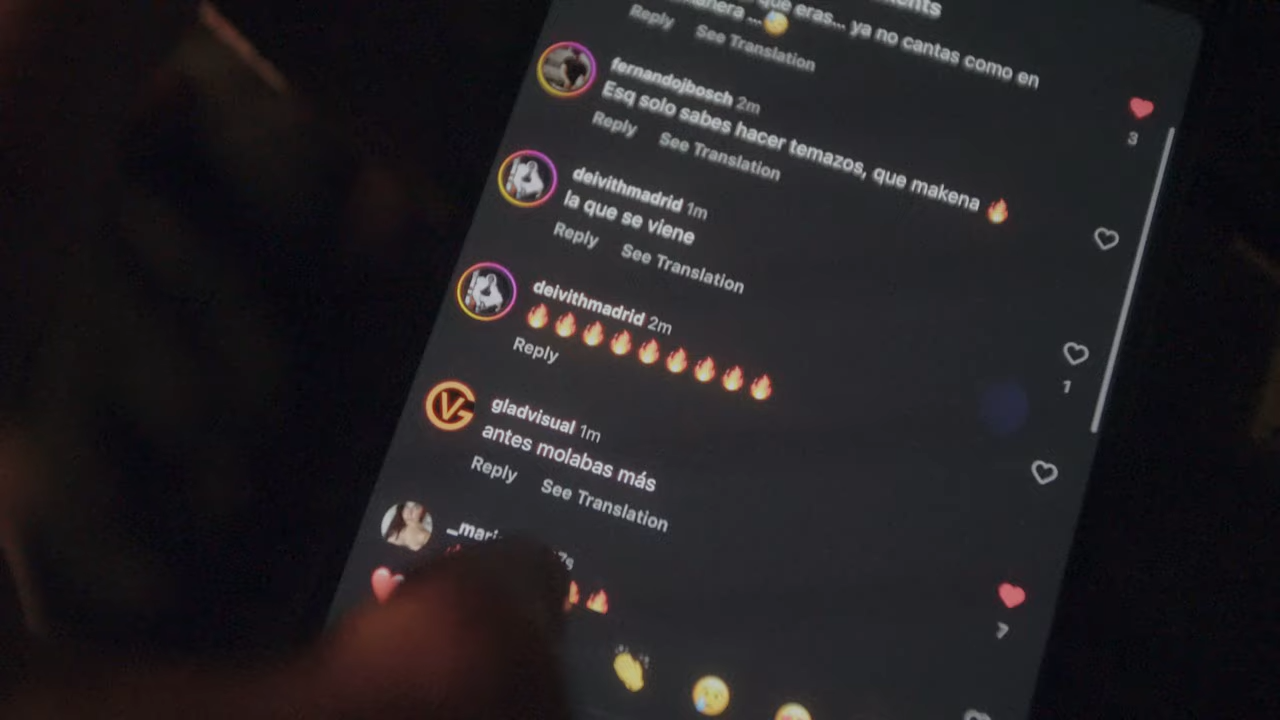 que eras... ya no cantas como en
Reply See Translation
fernandojbosch 2m
Esq solo sabes hacer temazos, que makena 🔥
Reply See Translation
3
deivithmadrid 1m
la que se viene
Reply See Translation
deivithmadrid 2m
🔥🔥🔥🔥🔥🔥🔥🔥🔥
Reply
1
gladvisual 1m
antes molabas más
Reply See Translation
7